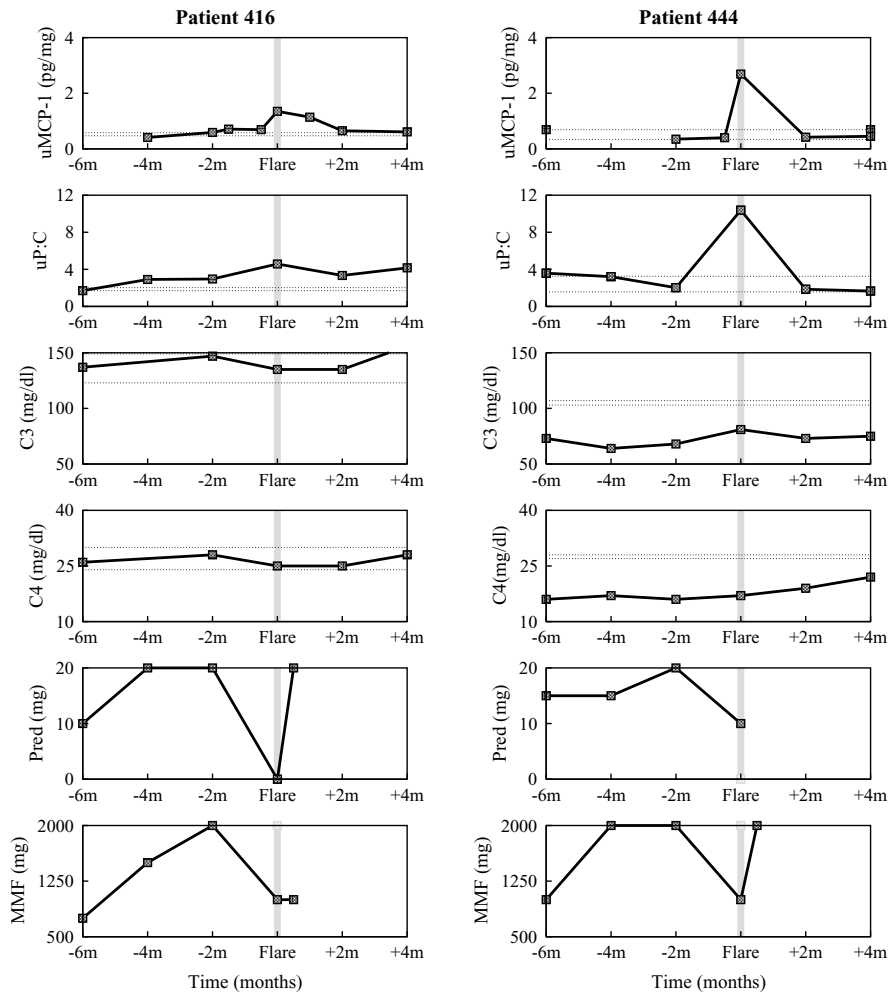 Patient 416
Patient 444
4
2
0
uMCP-1 (pg/mg)
-6m -4m -2m Flare +2m +4m
4
2
0
uMCP-1 (pg/mg)
-6m -4m -2m Flare +2m +4m
12
8
4
0
uP:C
-6m -4m -2m Flare +2m +4m
12
8
4
0
uP:C
-6m -4m -2m Flare +2m +4m
150
100
50
C3 (mg/dl)
-6m -4m -2m Flare +2m +4m
150
100
50
C3 (mg/dl)
-6m -4m -2m Flare +2m +4m
40
25
10
C4 (mg/dl)
-6m -4m -2m Flare +2m +4m
40
25
10
C4(mg/dl)
-6m -4m -2m Flare +2m +4m
20
10
0
Pred (mg)
-6m -4m -2m Flare +2m +4m
20
10
0
Pred (mg)
-6m -4m -2m Flare +2m +4m
2000
1250
500
MMF (mg)
-6m -4m -2m Flare +2m +4m
Time (months)
2000
1250
500
MMF (mg)
-6m -4m -2m Flare +2m +4m
Time (months)